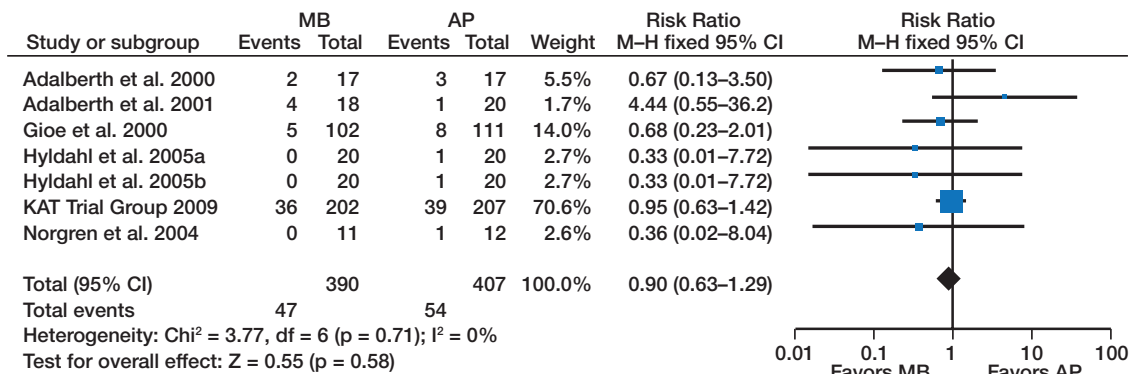 MB AP Risk Ratio Risk Ratio
Study or subgroup Events Total Events Total Weight M–H fixed 95% CI M–H fixed 95% CI
Adalberth et al. 2000 2 17 3 17 5.5% 0.67 (0.13–3.50)
Adalberth et al. 2001 4 18 1 20 1.7% 4.44 (0.55–36.2)
Gioe et al. 2000 5 102 8 111 14.0% 0.68 (0.23–2.01)
Hyldahl et al. 2005a 0 20 1 20 2.7% 0.33 (0.01–7.72)
Hyldahl et al. 2005b 0 20 1 20 2.7% 0.33 (0.01–7.72)
KAT Trial Group 2009 36 202 39 207 70.6% 0.95 (0.63–1.42)
Norgren et al. 2004 0 11 1 12 2.6% 0.36 (0.02–8.04)
Total (95% CI) 390 407 100.0% 0.90 (0.63–1.29)
Total events 47 54
Heterogeneity: Chi² = 3.77, df = 6 (p = 0.71); I² = 0%
Test for overall effect: Z = 0.55 (p = 0.58)
0.01 0.1 1 10 100
Favors MB Favors AP